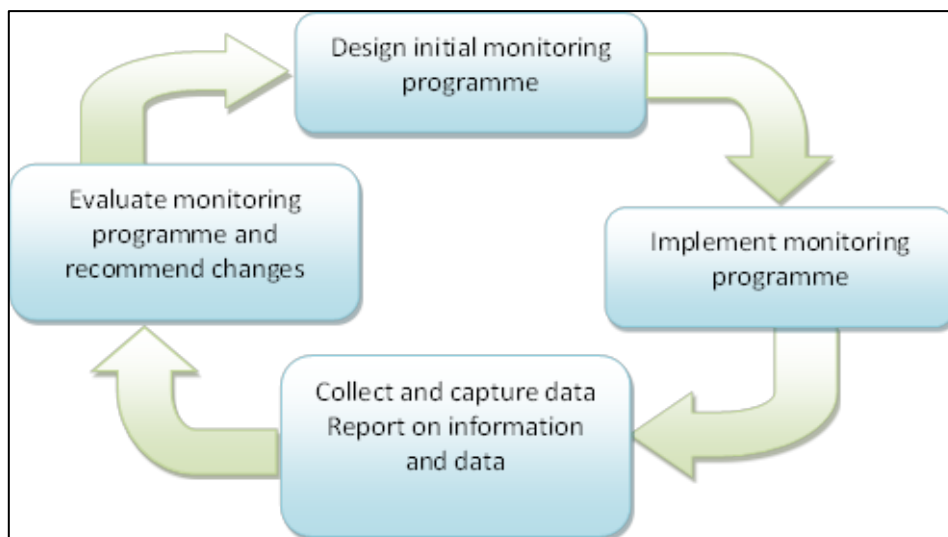 Design initial monitoring
programme
Implement monitoring
programme
Collect and capture data
Report on information
and data
Evaluate monitoring
programme and
recommend changes